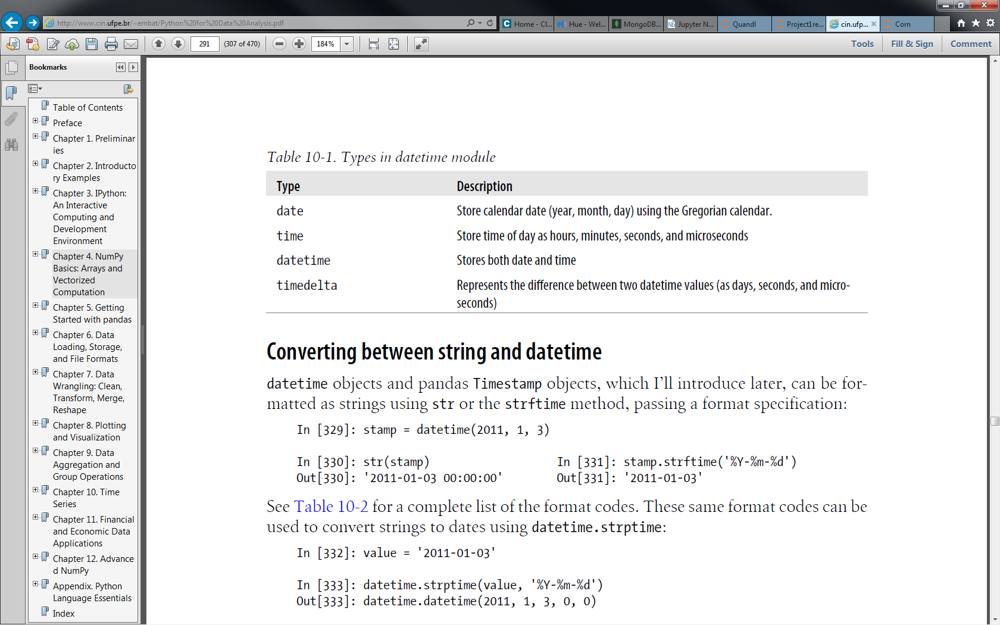 http://www.cin.ufpe.br/~embat/Python%20for%20Data%20Analysis.pdf
Home - Cl...
Hue - Wel...
MongoDB...
Jupyter N...
Quandl
Project1re...
cin.ufp...
Corn
291
(307 of 470)
184%
Tools
Fill & Sign
Comment
Bookmarks
Table of Contents
Preface
Chapter 1. Preliminar
ies
Chapter 2. Introducto
ry Examples
Chapter 3. IPython:
An Interactive
Computing and
Development
Environment
Chapter 4. NumPy
Basics: Arrays and
Vectorized
Computation
Chapter 5. Getting
Started with pandas
Chapter 6. Data
Loading, Storage,
and File Formats
Chapter 7. Data
Wrangling: Clean,
Transform, Merge,
Reshape
Chapter 8. Plotting
and Visualization
Chapter 9. Data
Aggregation and
Group Operations
Chapter 10. Time
Series
Chapter 11. Financial
and Economic Data
Applications
Chapter 12. Advance
d NumPy
Appendix. Python
Language Essentials
Index
Table 10-1. Types in datetime module
Type Description
date Store calendar date (year, month, day) using the Gregorian calendar.
time Store time of day as hours, minutes, seconds, and microseconds
datetime Stores both date and time
timedelta Represents the difference between two datetime values (as days, seconds, and micro-
seconds)
Converting between string and datetime
datetime objects and pandas Timestamp objects, which I’ll introduce later, can be for-
matted as strings using str or the strftime method, passing a format specification:
In [329]: stamp = datetime(2011, 1, 3)
In [330]: str(stamp) In [331]: stamp.strftime('%Y-%m-%d')
Out[330]: '2011-01-03 00:00:00' Out[331]: '2011-01-03'
See Table 10-2 for a complete list of the format codes. These same format codes can be
used to convert strings to dates using datetime.strptime:
In [332]: value = '2011-01-03'
In [333]: datetime.strptime(value, '%Y-%m-%d')
Out[333]: datetime.datetime(2011, 1, 3, 0, 0)